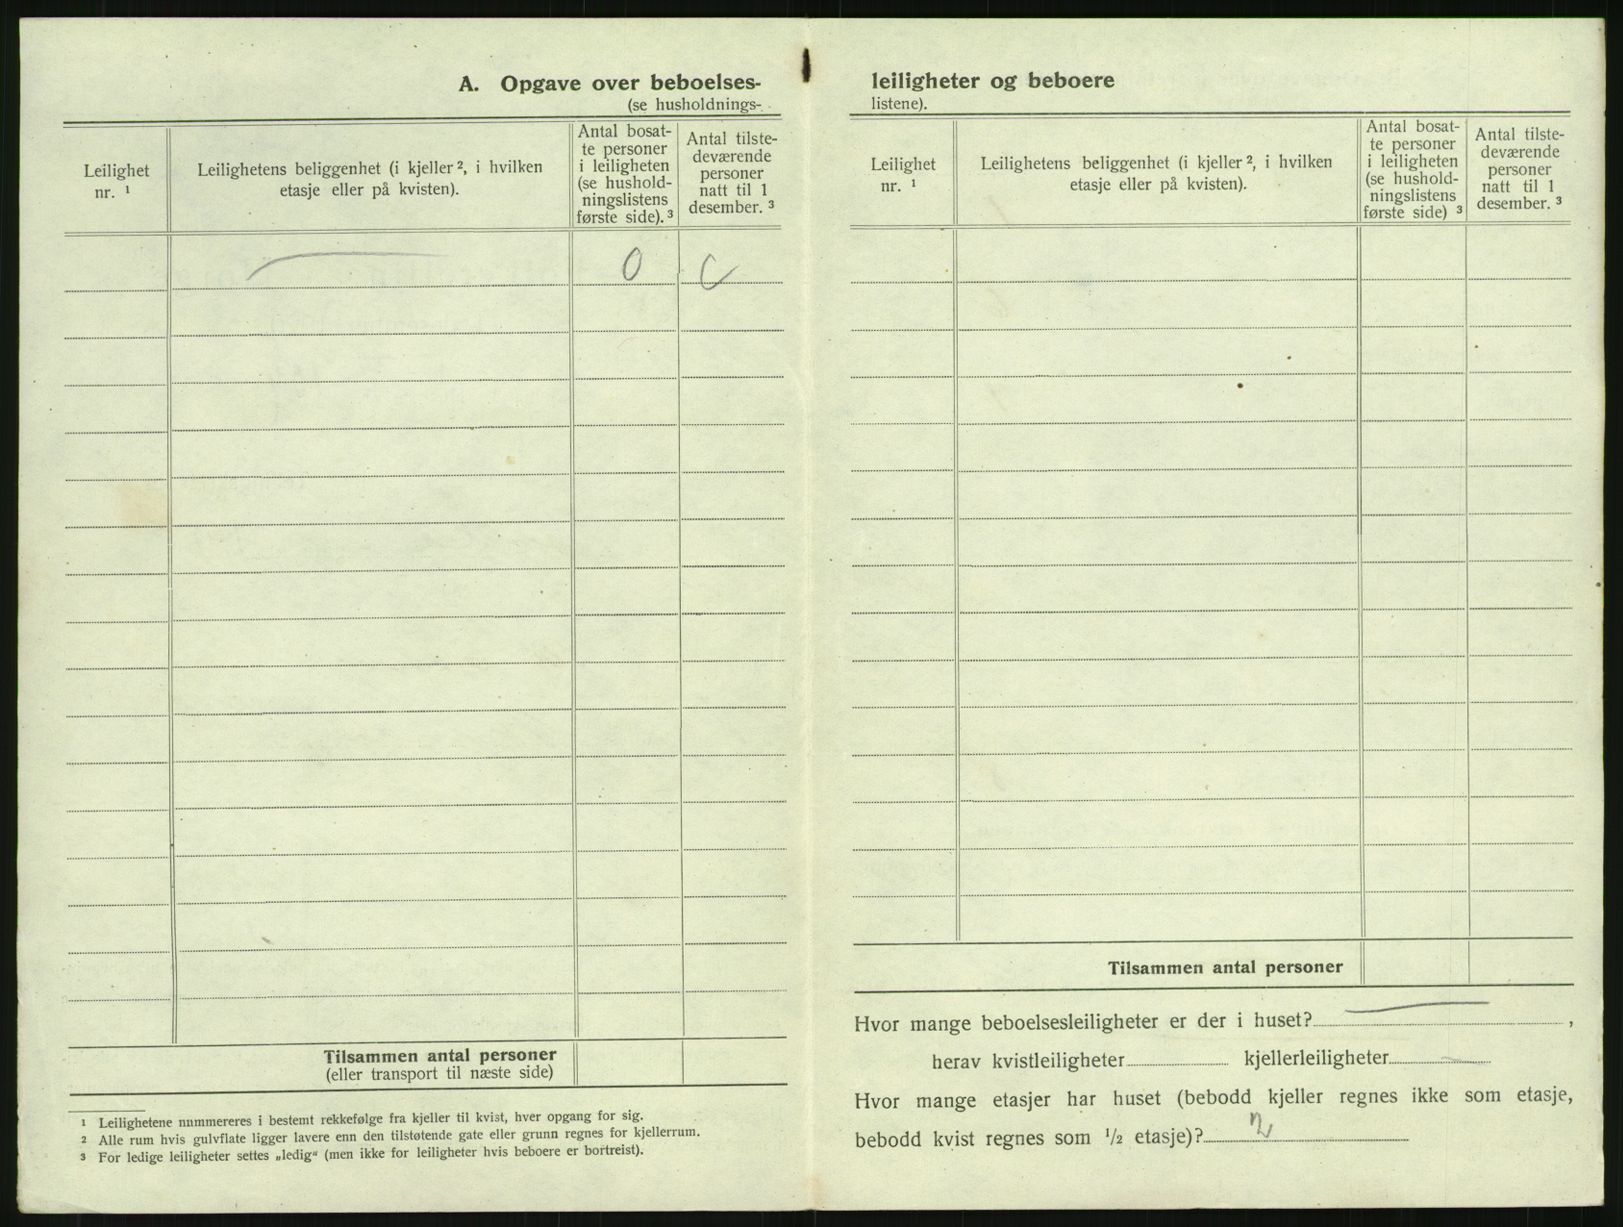 A. Opgave over beboelses-
(se husholdnings-
Leilighet
nr. ¹
Leilighetens beliggenhet (i kjeller ², i hvilken
etasje eller på kvisten).
Antal bosat-
te personer
i leiligheten
(se hushold-
ningslistens
første side). ³
Antal tilste-
deværende
personer
natt til 1
desember. ³
0
Tilsammen antal personer
(eller transport til næste side)
¹ Leilighetene nummereres i bestemt rekkefølge fra kjeller til kvist, hver opgang for sig.
² Alle rum hvis gulvflate ligger lavere enn den tilstøtende gate eller grunn regnes for kjellerrum.
³ For ledige leiligheter settes „ledig“ (men ikke for leiligheter hvis beboere er bortreist).
leiligheter og beboere
listene).
Leilighet
nr. ¹
Leilighetens beliggenhet (i kjeller ², i hvilken
etasje eller på kvisten).
Antal bosat-
te personer
i leiligheten
(se hushold-
ningslistens
første side) ³
Antal tilste-
deværende
personer
natt til 1
desember. ³
Tilsammen antal personer
Hvor mange beboelsesleiligheter er der i huset? ,
herav kvistleiligheter kjellerleiligheter
Hvor mange etasjer har huset (bebodd kjeller regnes ikke som etasje,
bebodd kvist regnes som ½ etasje)? 2